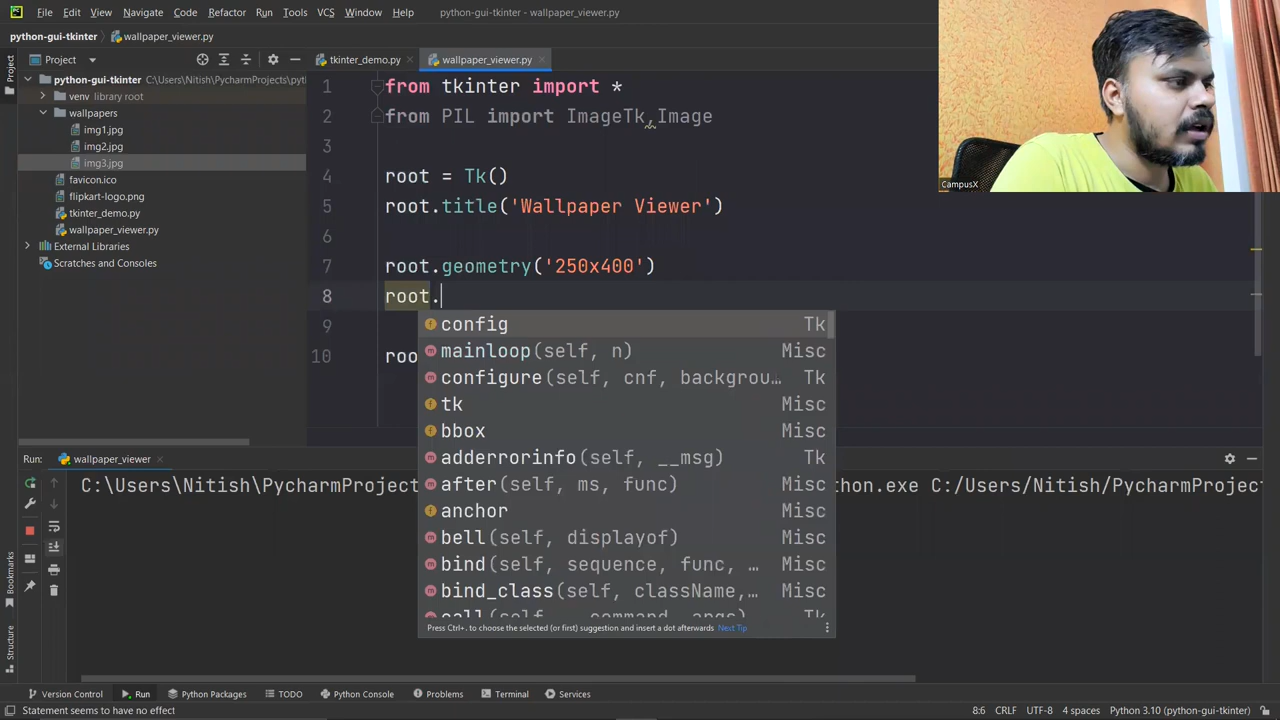 File Edit View Navigate Code Refactor Run Tools VCS Window Help python-gui-tkinter - wallpaper_viewer.py
python-gui-tkinter wallpaper_viewer.py
Project
tkinter_demo.py
wallpaper_viewer.py
Project
python-gui-tkinter C:\Users\Nitish\PycharmProjects\pyth
venv library root
wallpapers
img1.jpg
img2.jpg
img3.jpg
favicon.ico
flipkart-logo.png
tkinter_demo.py
wallpaper_viewer.py
External Libraries
Scratches and Consoles
1 from tkinter import *
2 from PIL import ImageTk,Image
3
4 root = Tk()
5 root.title('Wallpaper Viewer')
6
7 root.geometry('250x400')
8 root.
9
10 roo
config Tk
mainloop(self, n) Misc
configure(self, cnf, backgrou… Tk
tk Misc
bbox Misc
adderrorinfo(self, __msg) Tk
after(self, ms, func) Misc
anchor Misc
bell(self, displayof) Misc
bind(self, sequence, func, … Misc
bind_class(self, className,… Misc
call(self, command, args) Tk
Press Ctrl+. to choose the selected (or first) suggestion and insert a dot afterwards Next Tip
CampusX
Run: wallpaper_viewer
C:\Users\Nitish\PycharmProject
thon.exe C:/Users/Nitish/PycharmProject
Bookmarks
Structure
Version Control Run Python Packages TODO Python Console Problems Terminal Services
Statement seems to have no effect 8:6 CRLF UTF-8 4 spaces Python 3.10 (python-gui-tkinter)